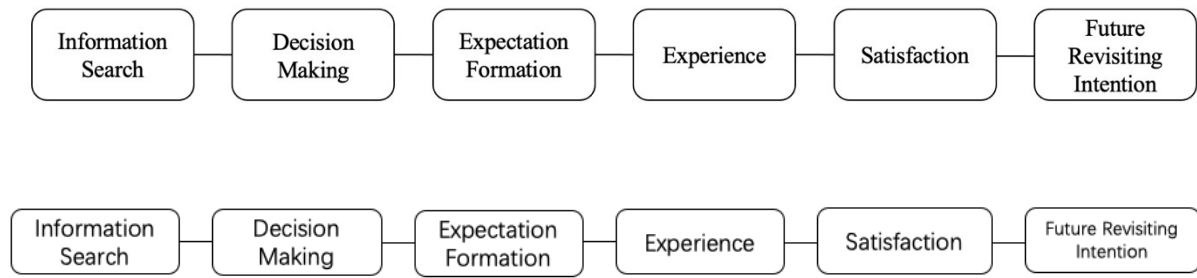 Information
Search
Decision
Making
Expectation
Formation
Experience
Satisfaction
Future
Revisiting
Intention
Information
Search
Decision
Making
Expectation
Formation
Experience
Satisfaction
Future Revisiting
Intention